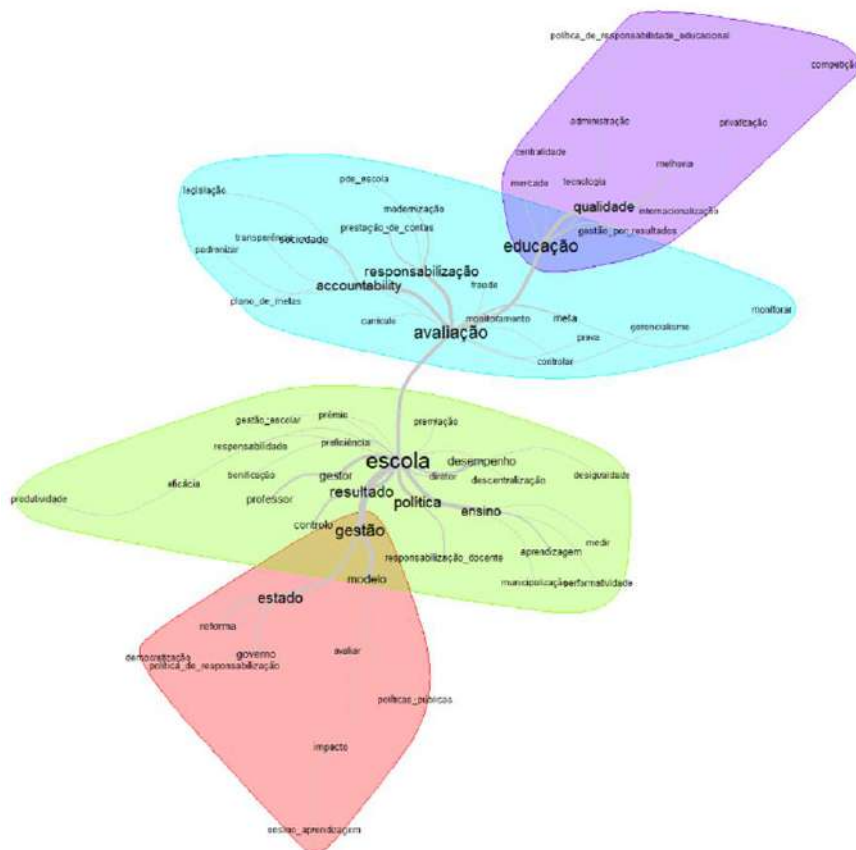 política_de_responsabilidade_educacional
competição
administração
privatização
centralidade
melhoria
mercado
tecnologia
qualidade
internacionalização
gestão_por_resultados
educação
pde_escola
legislação
modernização
prestação_de_contas
transparência
sociedade
padronizar
responsabilização
accountability
plano_de_metas
fraude
currículo
monitoramento
meta
monitorar
avaliação
gerencialismo
prova
controlar
prêmio
gestão_escolar
premiação
responsabilidade
proficiência
escola
desempenho
eficácia
bonificação
gestor
diretor
descentralização
desigualdade
produtividade
professor
resultado
política
ensino
controle
gestão
medir
responsabilização_docente
aprendizagem
modelo
municipalização
performatividade
estado
reforma
democratização
governo
política_de_responsabilização
avaliar
políticas_públicas
impacto
ensino_aprendizagem